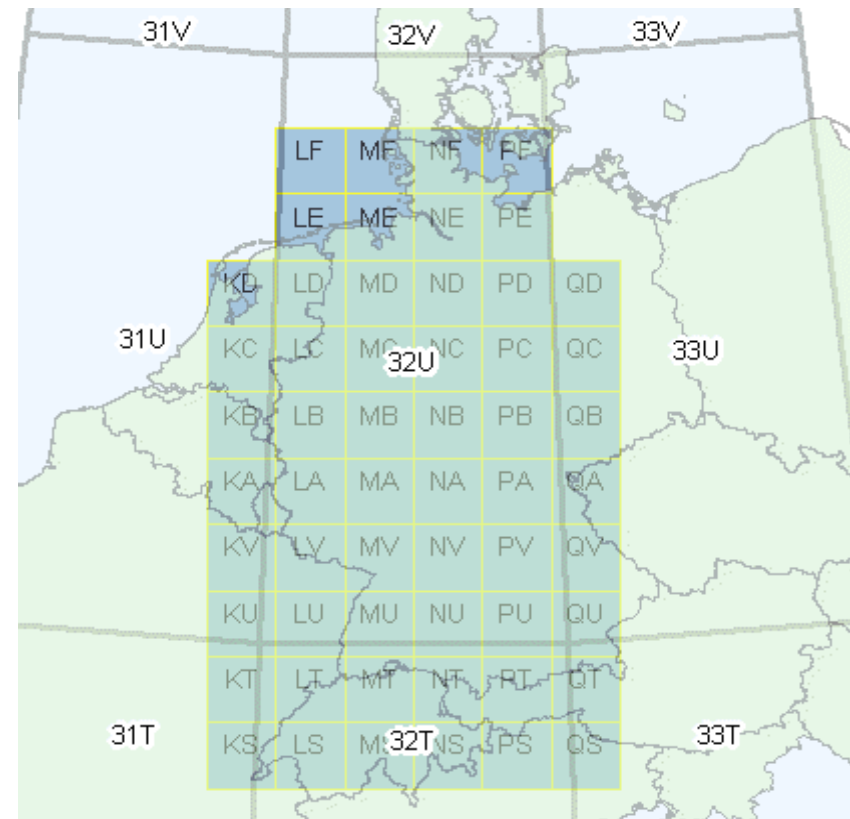 31V 32V 33V
LF MF NF PF
LE ME NE PE
KD LD MD ND PD QD
31U 32U 33U
KC LC MC NC PC QC
KB LB MB NB PB QB
KA LA MA NA PA QA
KV LV MV NV PV QV
KU LU MU NU PU QU
KT LT MT NT PT QT
31T 32T 33T
KS LS MS NS PS QS